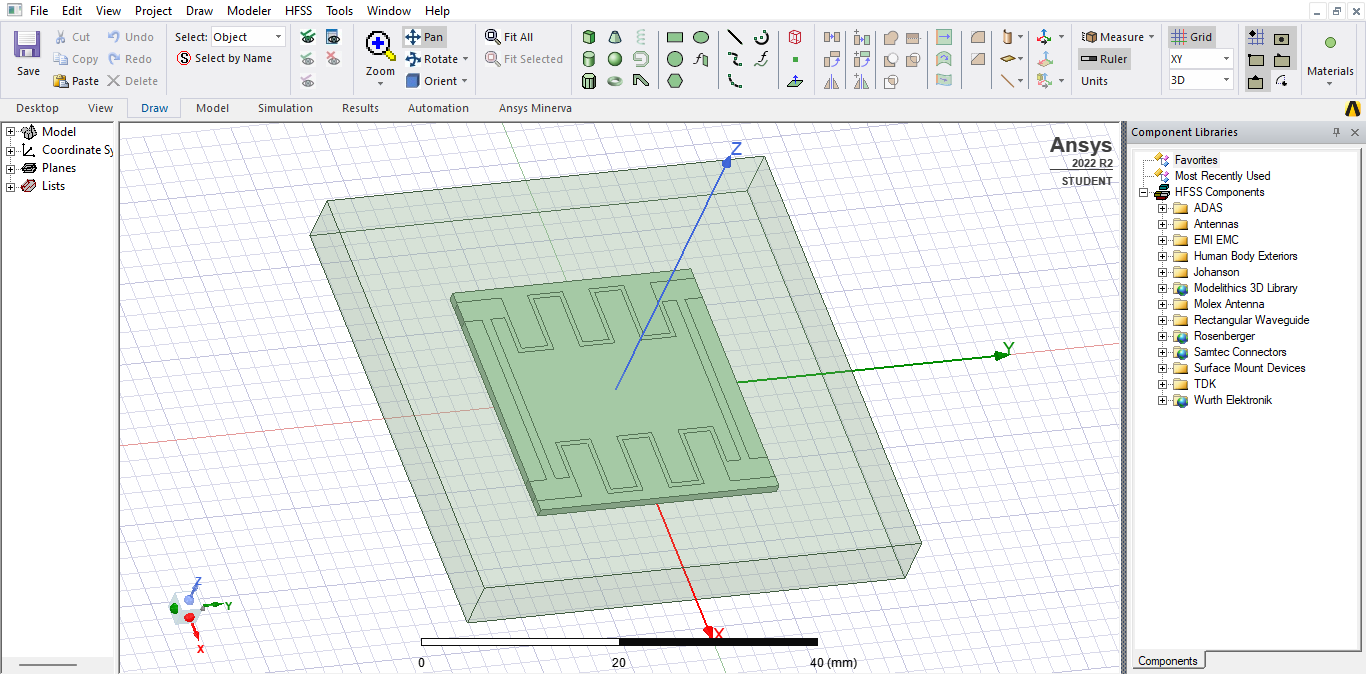 File Edit View Project Draw Modeler HFSS Tools Window Help
Save
Cut
Copy
Paste
Undo
Redo
Delete
Select: Object
Select by Name
Zoom
Pan
Rotate
Orient
Fit All
Fit Selected
Measure
Ruler
Units
Grid
XY
3D
Materials
Desktop View Draw Model Simulation Results Automation Ansys Minerva
Model
Coordinate Sy
Planes
Lists
Ansys
2022 R2
STUDENT
Z
Y
X
Z
Y
X
0 20 40 (mm)
Component Libraries
Favorites
Most Recently Used
HFSS Components
ADAS
Antennas
EMI EMC
Human Body Exteriors
Johanson
Modelithics 3D Library
Molex Antenna
Rectangular Waveguide
Rosenberger
Samtec Connectors
Surface Mount Devices
TDK
Wurth Elektronik
Components